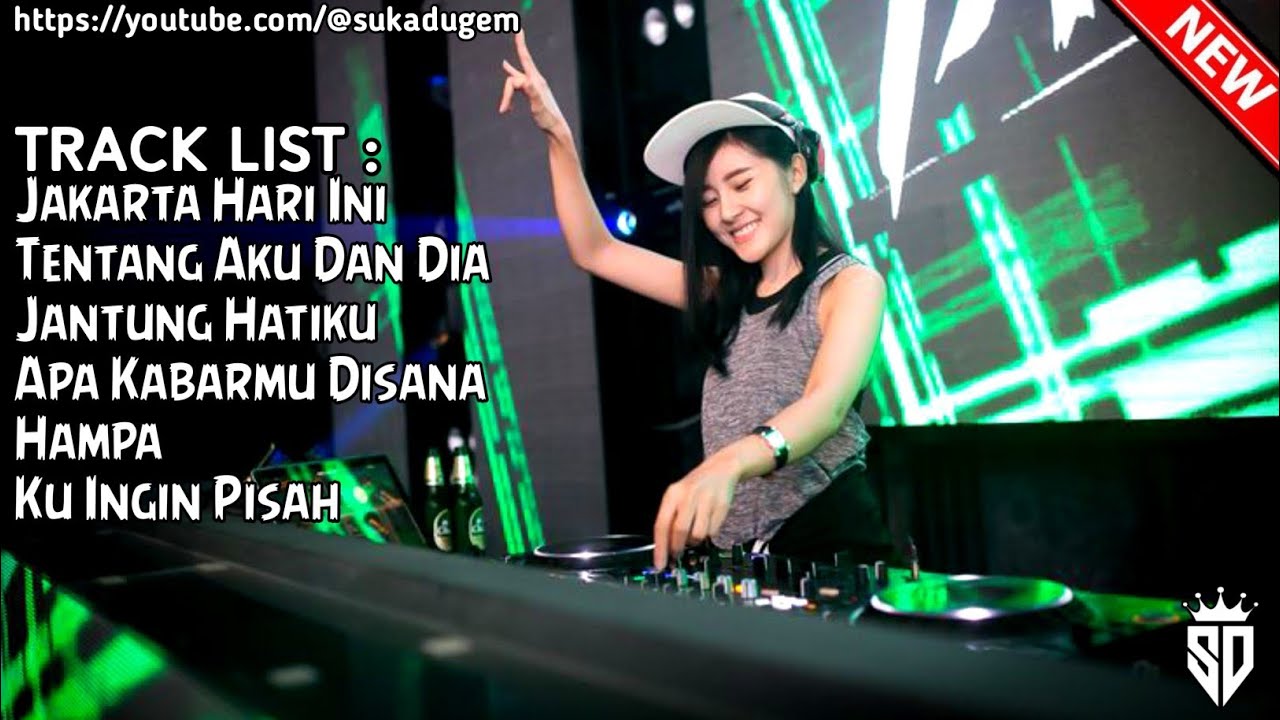 https://youtube.com/@sukadugem
NEW
TRACK LIST :
JAKARTA HARI INI
TENTANG AKU DAN DIA
JANTUNG HATIKU
APA KABARMU DISANA
HAMPA
KU INGIN PISAH
SD